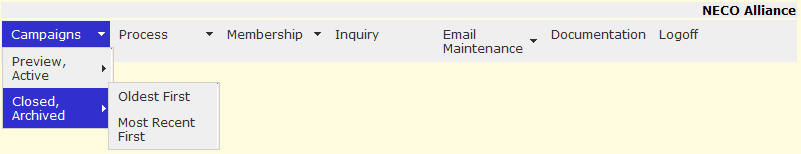 NECO Alliance
Campaigns Process Membership Inquiry Email Maintenance Documentation Logoff
Preview,
Active
Closed,
Archived
Oldest First
Most Recent
First